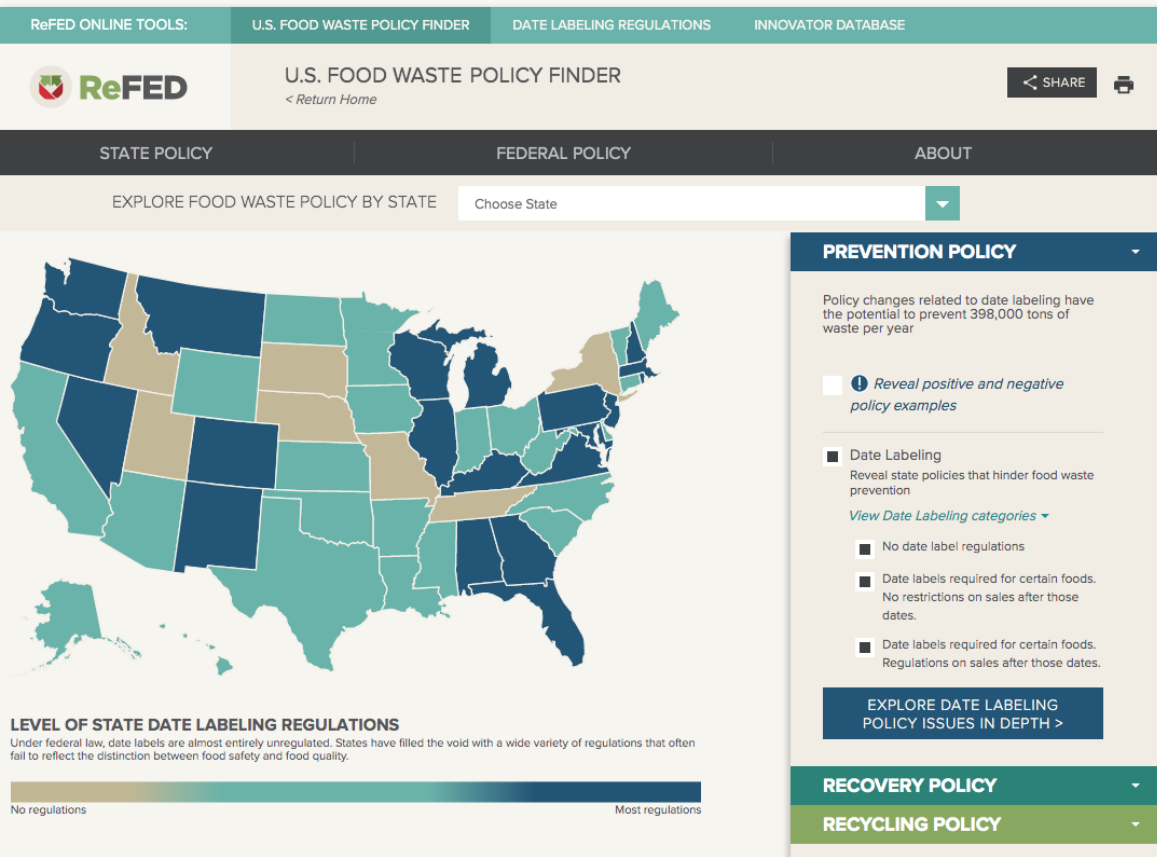 ReFED ONLINE TOOLS:
U.S. FOOD WASTE POLICY FINDER
DATE LABELING REGULATIONS
INNOVATOR DATABASE
ReFED
U.S. FOOD WASTE POLICY FINDER
< Return Home
SHARE
STATE POLICY
FEDERAL POLICY
ABOUT
EXPLORE FOOD WASTE POLICY BY STATE
Choose State
PREVENTION POLICY
Policy changes related to date labeling have
the potential to prevent 398,000 tons of
waste per year
Reveal positive and negative
policy examples
Date Labeling
Reveal state policies that hinder food waste
prevention
View Date Labeling categories
No date label regulations
Date labels required for certain foods.
No restrictions on sales after those
dates.
Date labels required for certain foods.
Regulations on sales after those dates.
EXPLORE DATE LABELING
POLICY ISSUES IN DEPTH >
RECOVERY POLICY
RECYCLING POLICY
LEVEL OF STATE DATE LABELING REGULATIONS
Under federal law, date labels are almost entirely unregulated. States have filled the void with a wide variety of regulations that often
fail to reflect the distinction between food safety and food quality.
No regulations
Most regulations